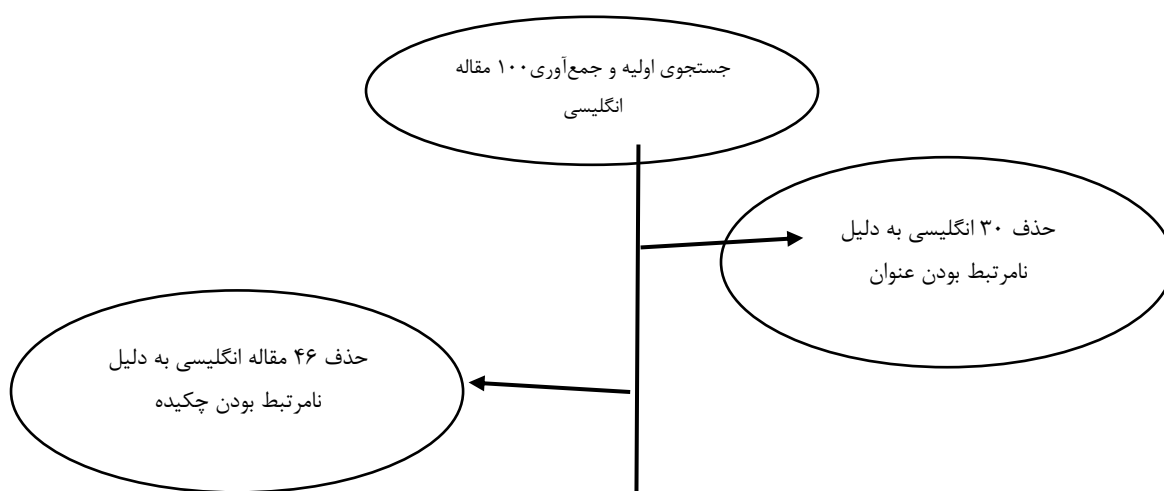 جستجوی اولیه و جمع‌آوری۱۰۰ مقاله
انگلیسی
حذف ۳۰ انگلیسی به دلیل
نامرتبط بودن عنوان
حذف ۴۶ مقاله انگلیسی به دلیل
نامرتبط بودن چکیده